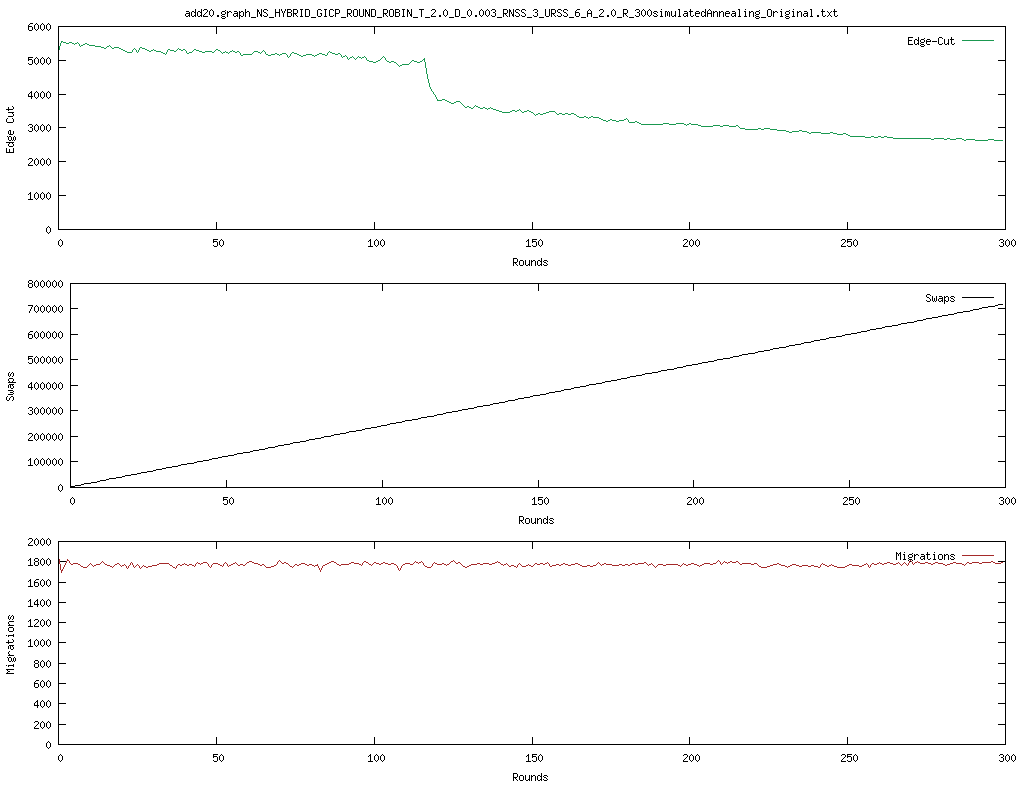 add20.graph_NS_HYBRID_GICP_ROUND_ROBIN_T_2.0_D_0.003_RNSS_3_URSS_6_A_2.0_R_300simulatedAnnealing_Original.txt
6000
5000
4000
3000
2000
1000
0
Edge Cut
Edge-Cut
0 50 100 150 200 250 300
Rounds
800000
700000
600000
500000
400000
300000
200000
100000
0
Swaps
Swaps
0 50 100 150 200 250 300
Rounds
2000
1800
1600
1400
1200
1000
800
600
400
200
0
Migrations
Migrations
0 50 100 150 200 250 300
Rounds